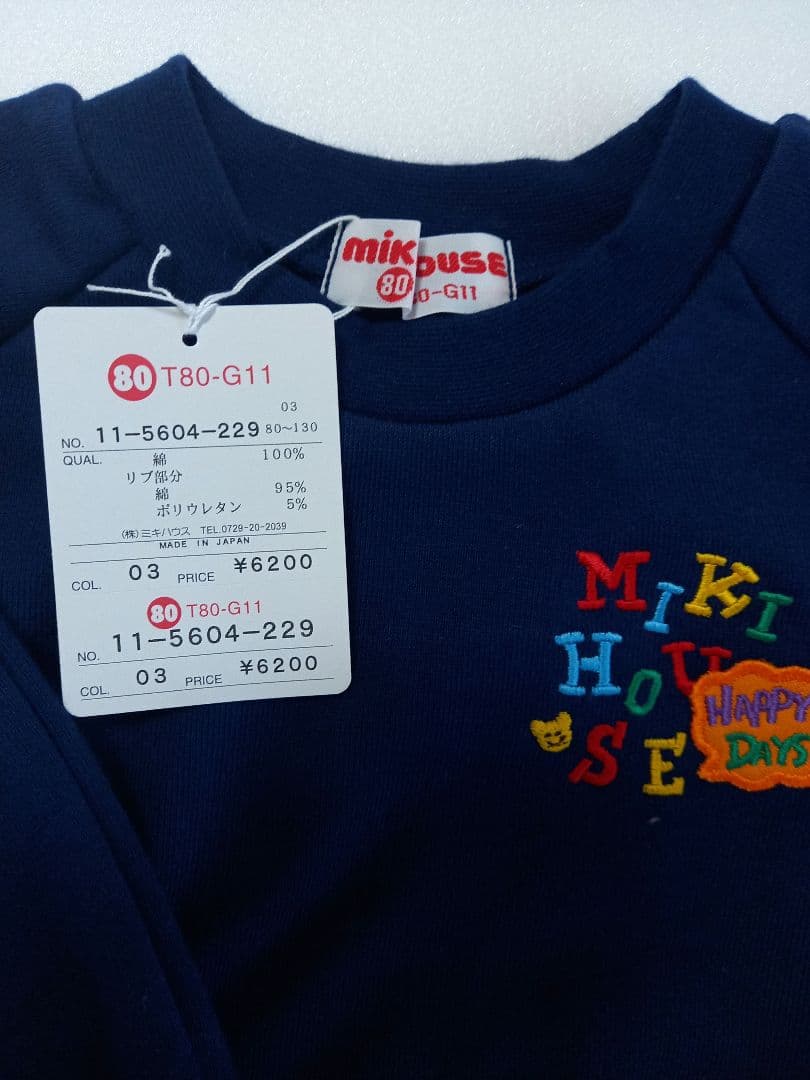 miK
OUSE
80
0-G11
80 T80-G11
03
NO. 11-5604-229 80~130
QUAL. 綿 100%
リブ部分
綿 95%
ポリウレタン 5%
(株)ミキハウス TEL.0729-20-2039
MADE IN JAPAN
COL. 03 PRICE ¥6200
80 T80-G11
NO. 11-5604-229
COL. 03 PRICE ¥6200
MIKI
HOU
SE
HAPPY
DAYS